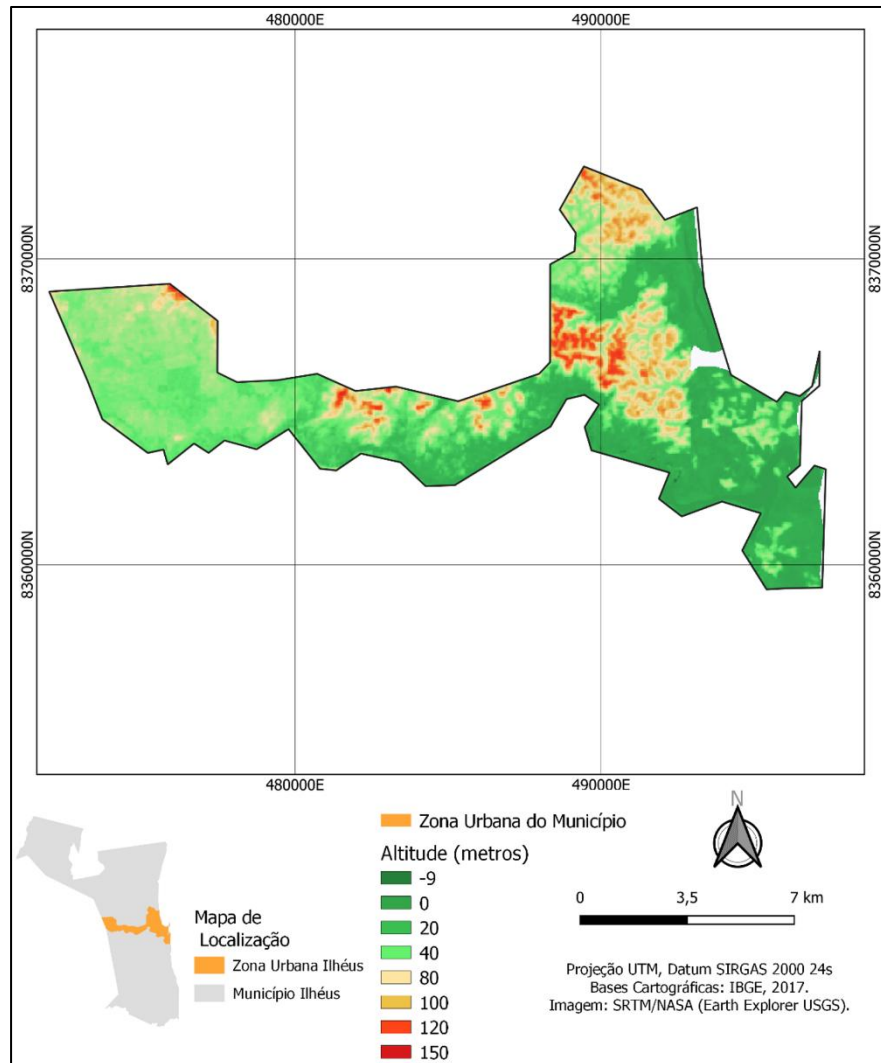 480000E
490000E
8370000N
8370000N
8360000N
8360000N
480000E
490000E
Mapa de
Localização
Zona Urbana Ilhéus
Município Ilhéus
Zona Urbana do Município
Altitude (metros)
-9
0
20
40
80
100
120
150
N
0 3,5 7 km
Projeção UTM, Datum SIRGAS 2000 24s
Bases Cartográficas: IBGE, 2017.
Imagem: SRTM/NASA (Earth Explorer USGS).